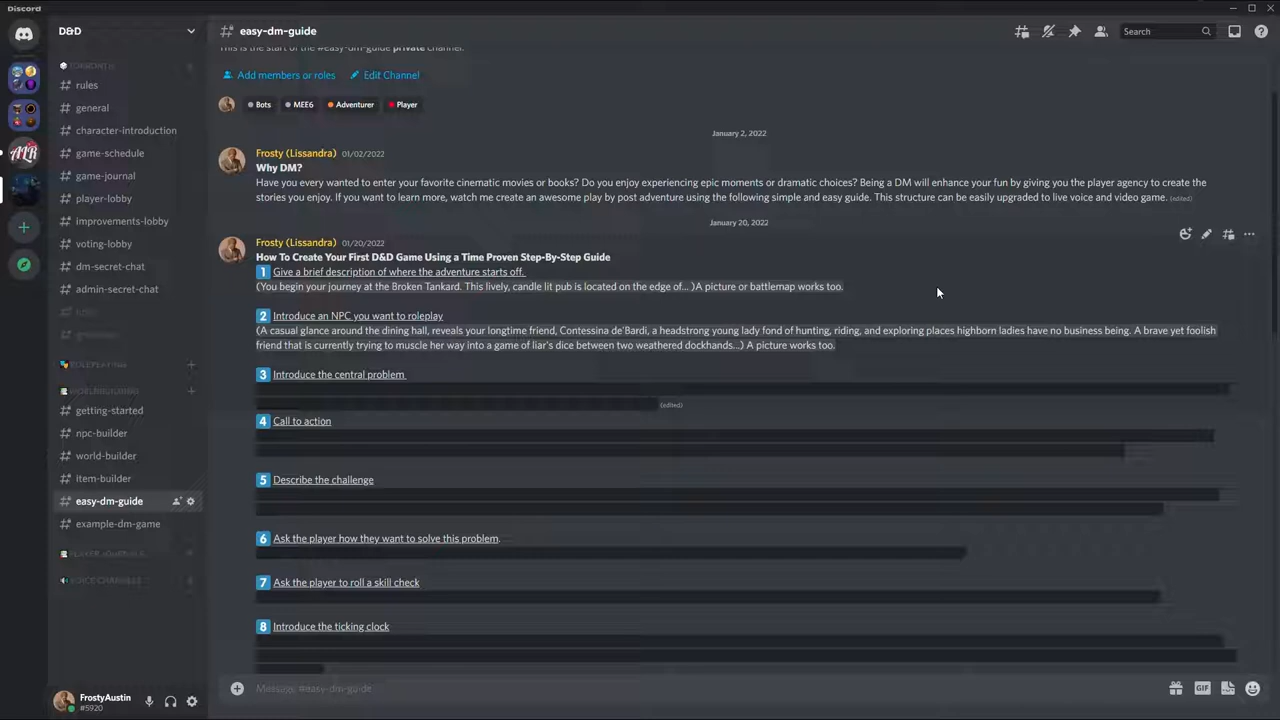 Discord
D&D
easy-dm-guide
Search
This is the start of the #easy-dm-guide private channel.
Add members or roles
Edit Channel
Bots
MEE6
Adventurer
Player
rules
general
character-introduction
game-schedule
game-journal
player-lobby
improvements-lobby
voting-lobby
dm-secret-chat
admin-secret-chat
getting-started
npc-builder
world-builder
item-builder
easy-dm-guide
example-dm-game
VOICE CHANNELS
FrostyAustin
#5920
January 2, 2022
Frosty (Lissandra) 01/02/2022
Why DM?
Have you every wanted to enter your favorite cinematic movies or books? Do you enjoy experiencing epic moments or dramatic choices? Being a DM will enhance your fun by giving you the player agency to create the
stories you enjoy. If you want to learn more, watch me create an awesome play by post adventure using the following simple and easy guide. This structure can be easily upgraded to live voice and video game. (edited)
January 20, 2022
Frosty (Lissandra) 01/20/2022
How To Create Your First D&D Game Using a Time Proven Step-By-Step Guide
1 Give a brief description of where the adventure starts off.
(You begin your journey at the Broken Tankard. This lively, candle lit pub is located on the edge of... )A picture or battlemap works too.
2 Introduce an NPC you want to roleplay
(A casual glance around the dining hall, reveals your longtime friend, Contessina de'Bardi, a headstrong young lady fond of hunting, riding, and exploring places highborn ladies have no business being. A brave yet foolish
friend that is currently trying to muscle her way into a game of liar's dice between two weathered dockhands...) A picture works too.
3 Introduce the central problem
(edited)
4 Call to action
5 Describe the challenge
6 Ask the player how they want to solve this problem.
7 Ask the player to roll a skill check
8 Introduce the ticking clock
Message #easy-dm-guide
GIF